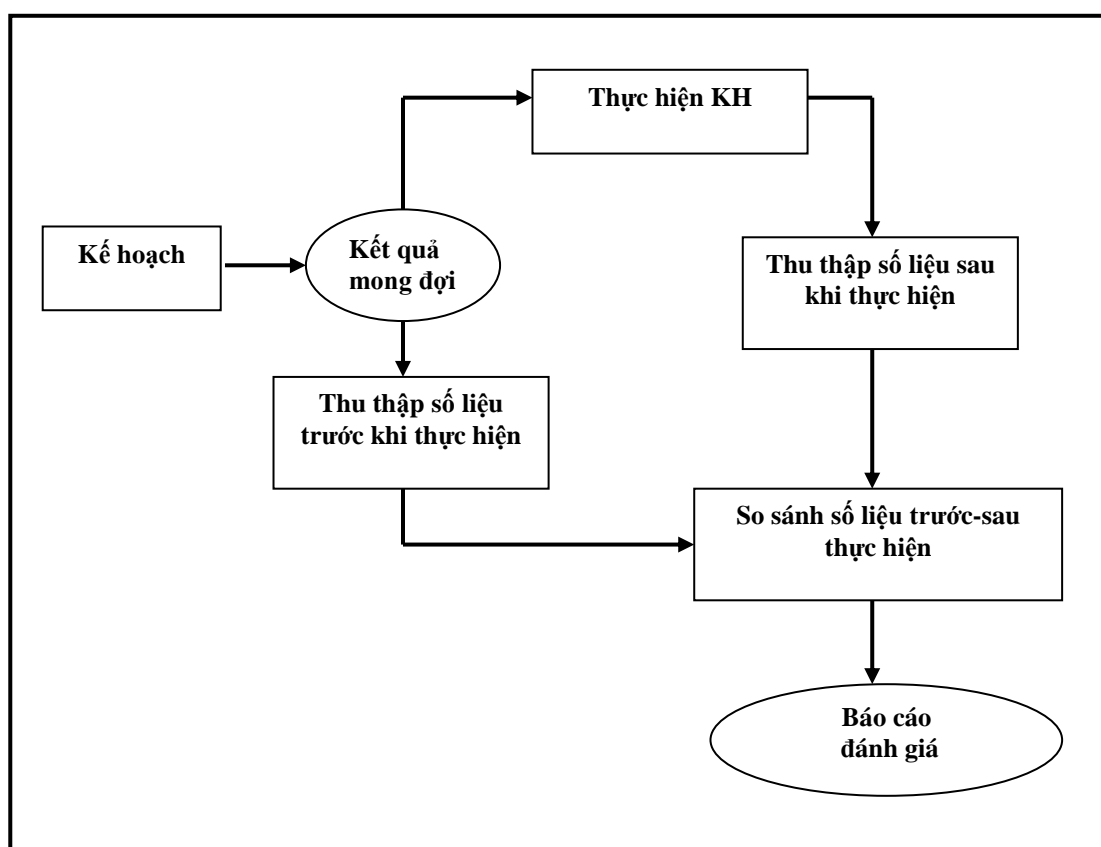 Thực hiện KH
Kế hoạch
Kết quả
mong đợi
Thu thập số liệu sau
khi thực hiện
Thu thập số liệu
trước khi thực hiện
So sánh số liệu trước-sau
thực hiện
Báo cáo
đánh giá